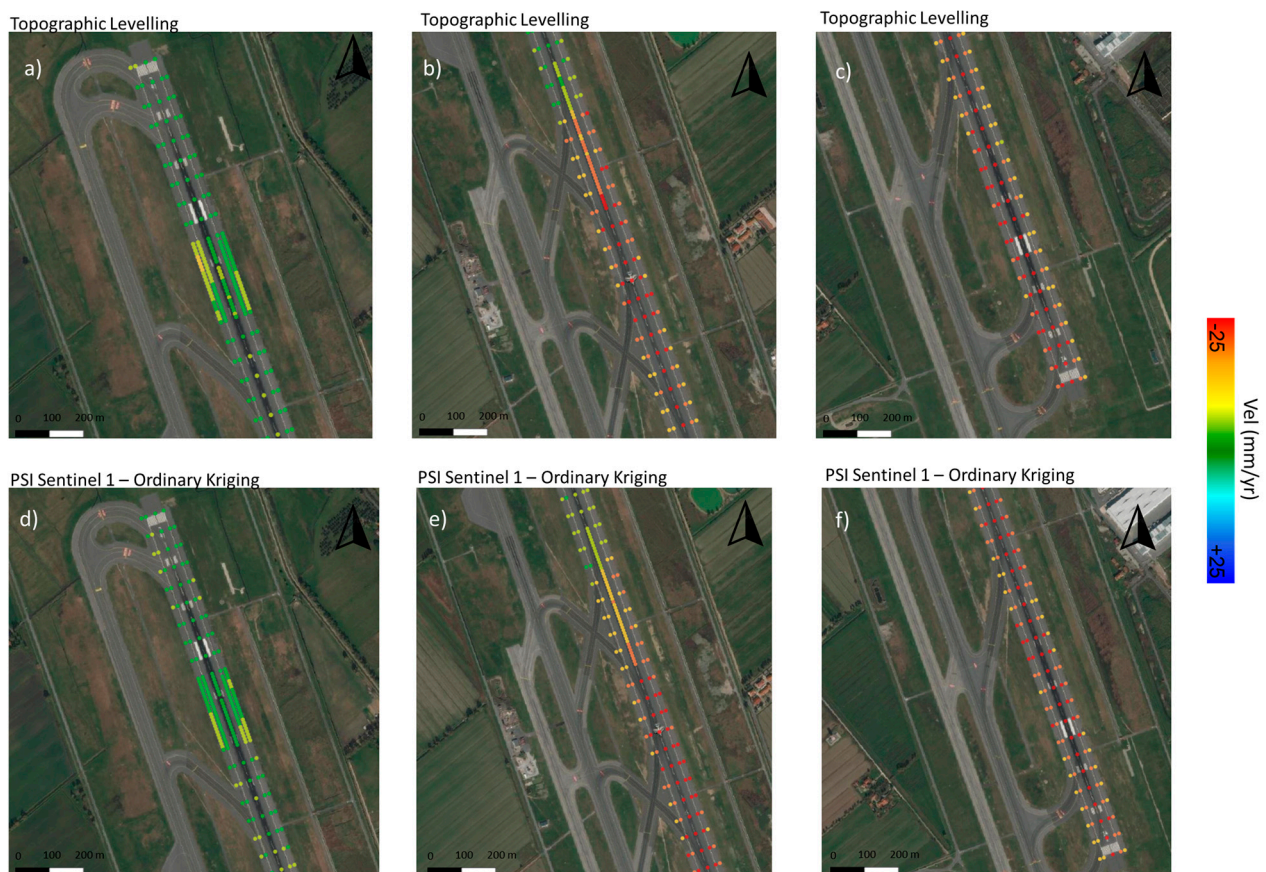 Topographic Levelling
Topographic Levelling
Topographic Levelling
a)
b)
c)
0 100 200 m
0 100 200 m
0 100 200 m
-25
Vel (mm/yr)
+25
PSI Sentinel 1 – Ordinary Kriging
PSI Sentinel 1 – Ordinary Kriging
PSI Sentinel 1 – Ordinary Kriging
d)
e)
f)
0 100 200 m
0 100 200 m
0 100 200 m